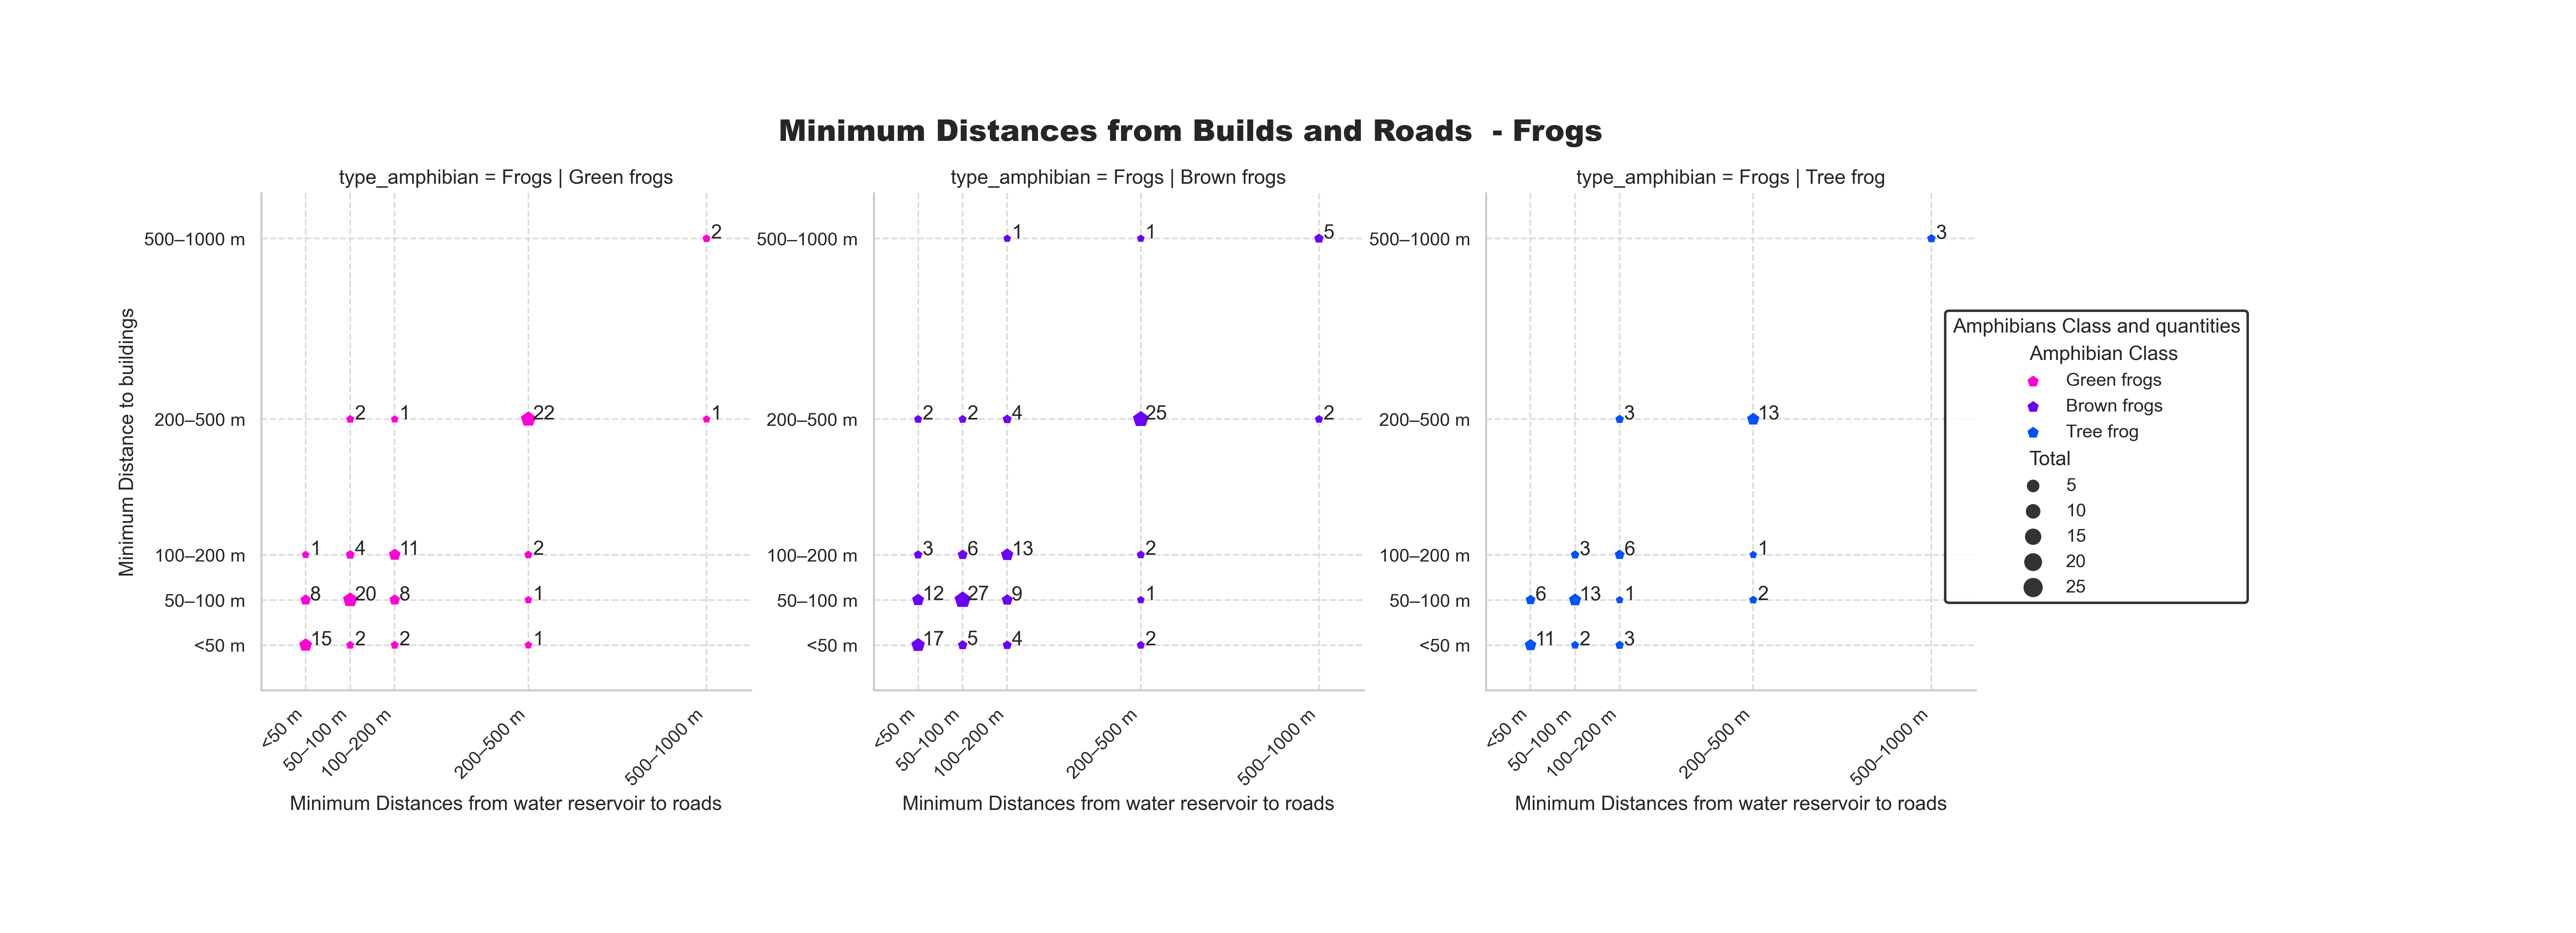 Minimum Distances from Builds and Roads - Frogs
type_amphibian = Frogs | Green frogs
Minimum Distance to buildings
500–1000 m
2
200–500 m
2 1 22 1
100–200 m
1 4 11 2
50–100 m
8 20 8 1
<50 m
15 2 2 1
<50 m
50–100 m
100–200 m
200–500 m
500–1000 m
Minimum Distances from water reservoir to roads
type_amphibian = Frogs | Brown frogs
500–1000 m
1 1 5
200–500 m
2 2 4 25 2
100–200 m
3 6 13 2
50–100 m
12 27 9 1
<50 m
17 5 4 2
<50 m
50–100 m
100–200 m
200–500 m
500–1000 m
Minimum Distances from water reservoir to roads
type_amphibian = Frogs | Tree frog
500–1000 m
3
200–500 m
3 13
100–200 m
3 6 1
50–100 m
6 13 1 2
<50 m
11 2 3
<50 m
50–100 m
100–200 m
200–500 m
500–1000 m
Minimum Distances from water reservoir to roads
Amphibians Class and quantities
Amphibian Class
Green frogs
Brown frogs
Tree frog
Total
5
10
15
20
25